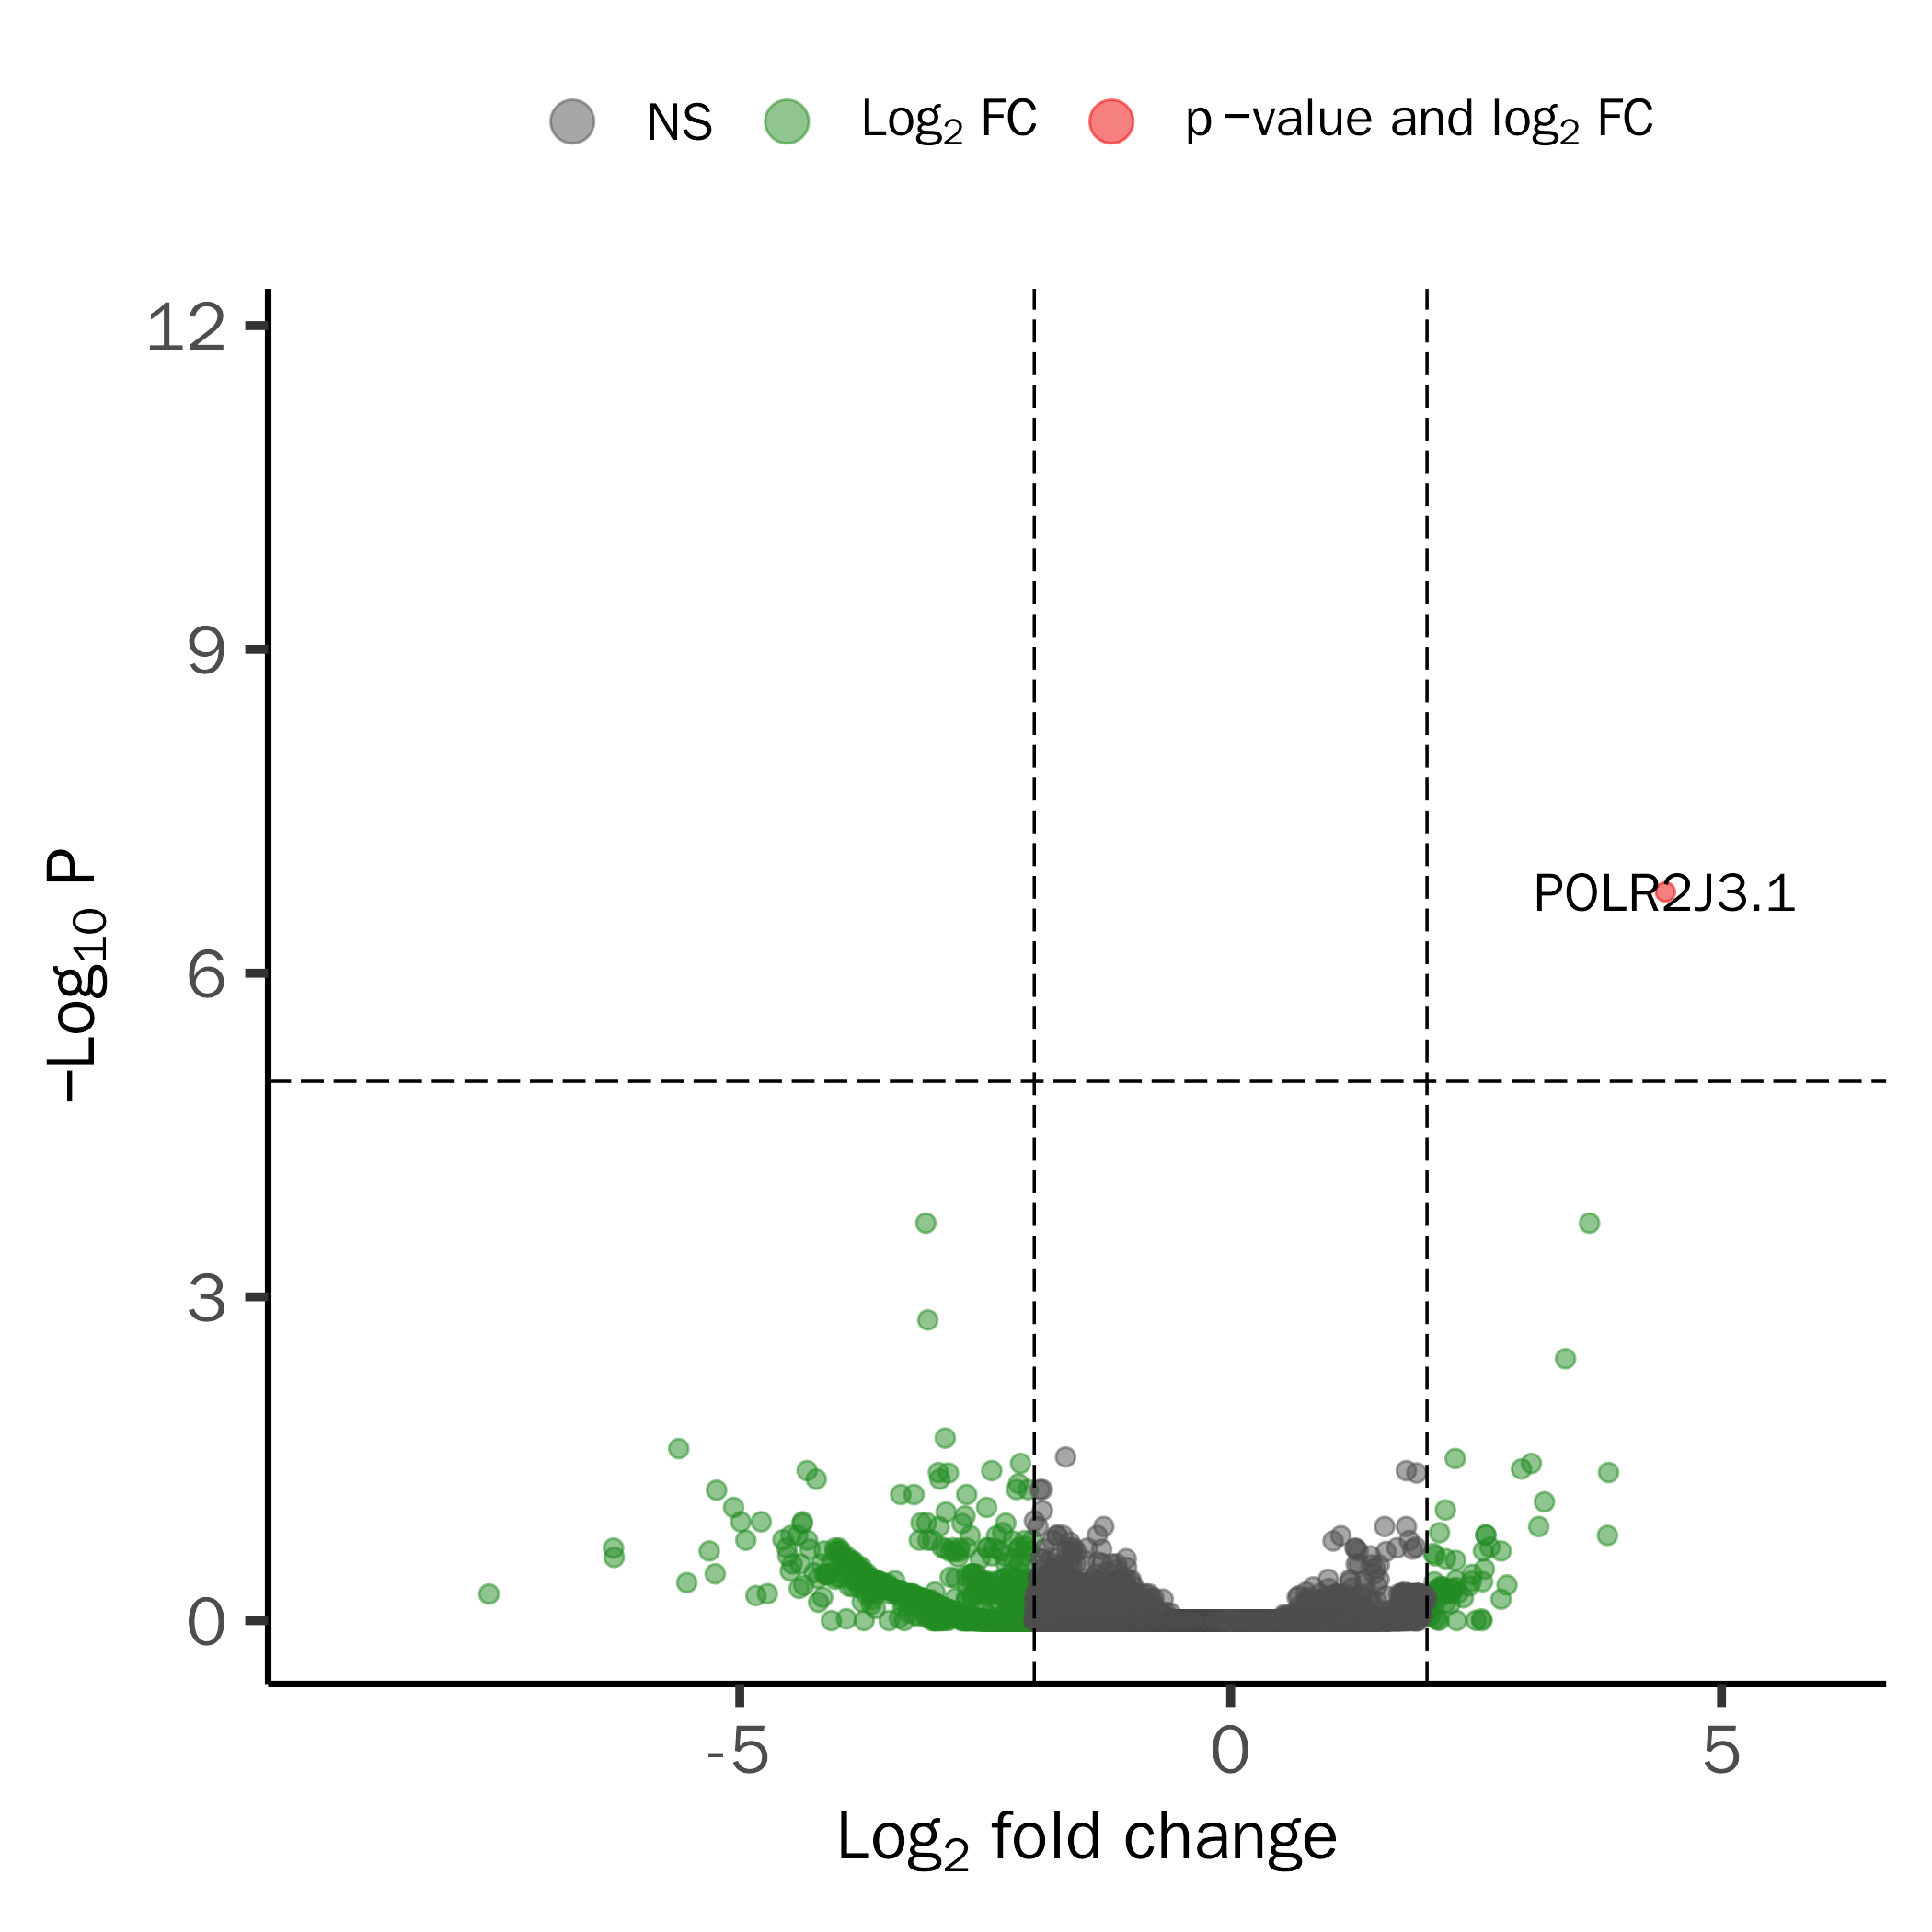 NS Log₂ FC p −value and log₂ FC
12
9
6
3
0
−Log₁₀ P
POLR2J3.1
-5 0 5
Log₂ fold change